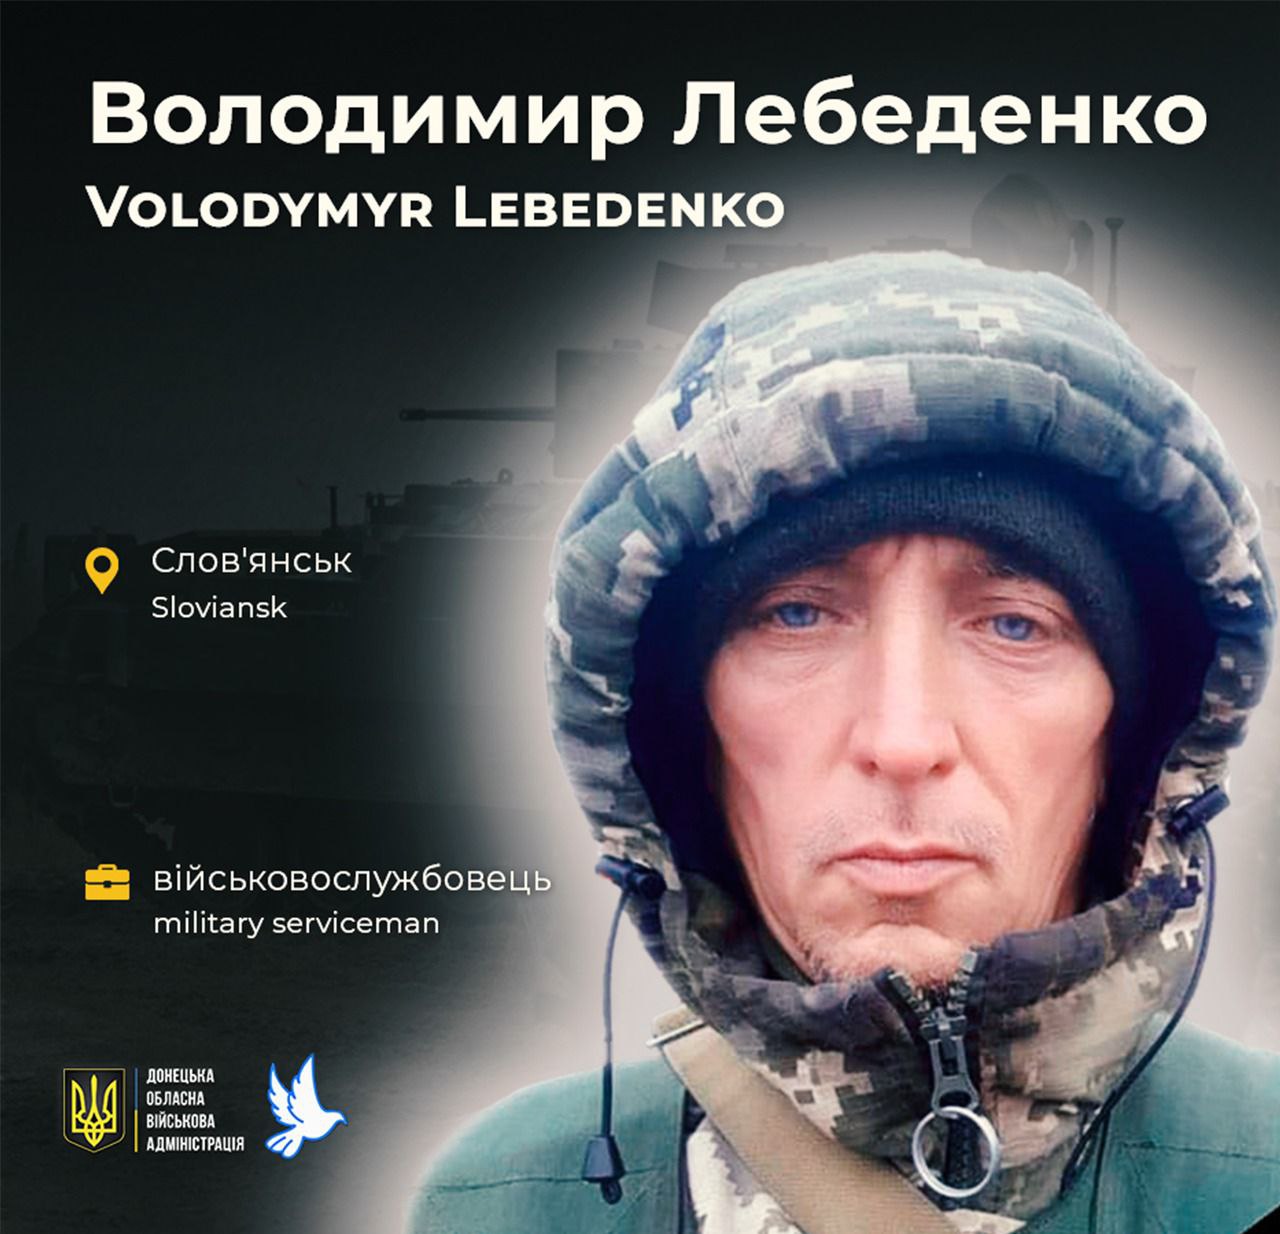 Володимир Лебеденко
Volodymyr Lebedenko
Слов'янськ
Sloviansk
військовослужбовець
military serviceman
ДОНЕЦЬКА
ОБЛАСНА
ВІЙСЬКОВА
АДМІНІСТРАЦІЯ